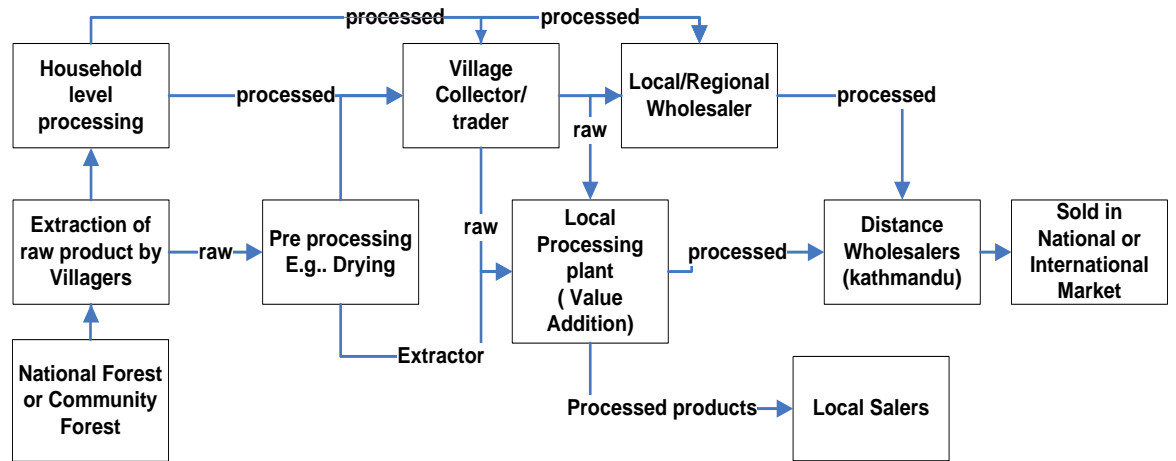 processed
processed
Household
level
processing
processed
Village
Collector/
trader
Local/Regional
Wholesaler
processed
raw
Extraction of
raw product by
Villagers
raw
Pre processing
E.g.. Drying
raw
Local
Processing
plant
( Value
Addition)
processed
Distance
Wholesalers
(kathmandu)
Sold in
National or
International
Market
Extractor
National Forest
or Community
Forest
Processed products
Local Salers